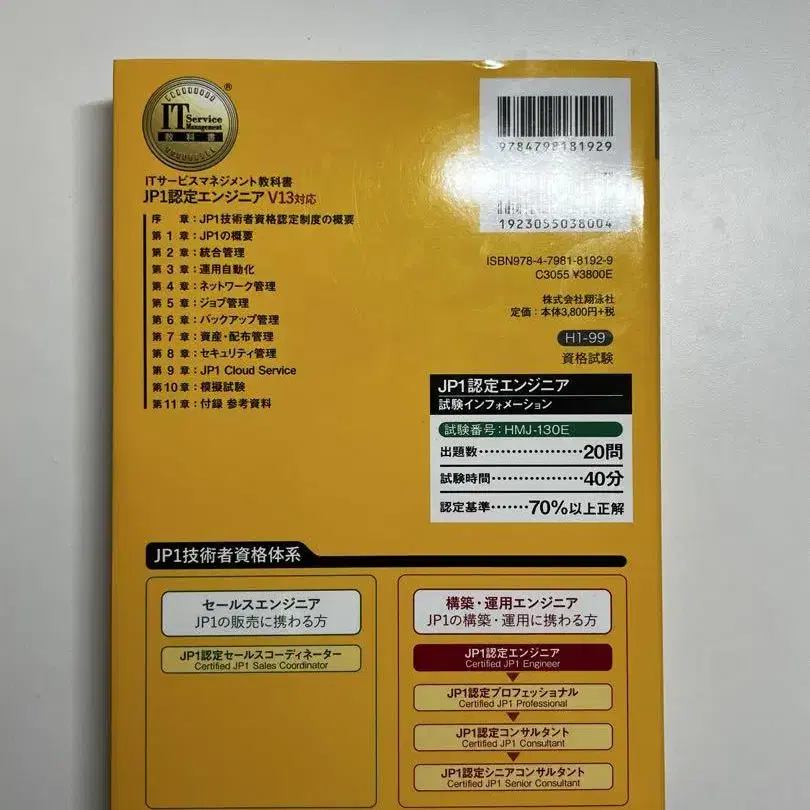 IT Service Management
教科書
®
ITサービスマネジメント教科書
JP1認定エンジニア V13対応
序　章：JP1技術者資格認定制度の概要
第 1 章：JP1の概要
第 2 章：統合管理
第 3 章：運用自動化
第 4 章：ネットワーク管理
第 5 章：ジョブ管理
第 6 章：バックアップ管理
第 7 章：資産・配布管理
第 8 章：セキュリティ管理
第 9 章：JP1 Cloud Service
第10章：模擬試験
第11章：付録 参考資料
9784798181929
1923055038004
ISBN978-4-7981-8192-9
C3055 ¥3800E
株式会社翔泳社
定価：本体3,800円+税
H1-99
資格試験
JP1認定エンジニア
試験インフォメーション
試験番号：HMJ-130E
出題数…………………20問
試験時間………………40分
認定基準……70%以上正解
JP1技術者資格体系
セールスエンジニア
JP1の販売に携わる方
JP1認定セールスコーディネーター
Certified JP1 Sales Coordinator
構築・運用エンジニア
JP1の構築・運用に携わる方
JP1認定エンジニア
Certified JP1 Engineer
JP1認定プロフェッショナル
Certified JP1 Professional
JP1認定コンサルタント
Certified JP1 Consultant
JP1認定シニアコンサルタント
Certified JP1 Senior Consultant